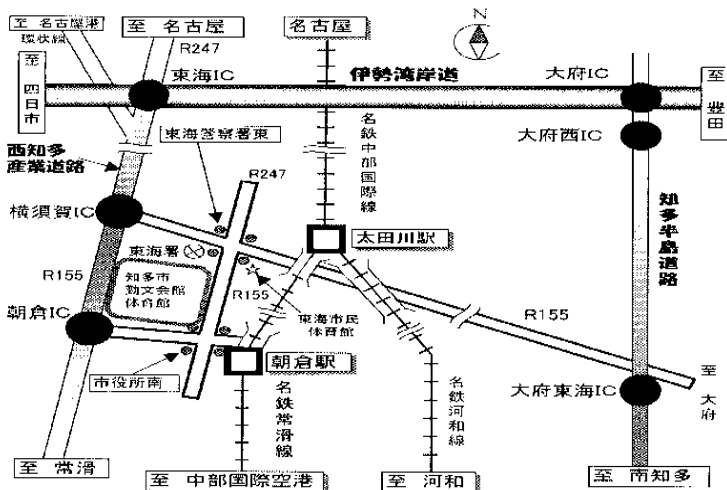 至 名古屋港
環状線
至 名古屋
R247
名古屋
N
至 四日市
東海IC
伊勢湾岸道
大府IC
至 豊田
東海警察署東
名鉄中部国際線
大府西IC
西知多
産業道路
R247
横須賀IC
太田川駅
知多半島道路
東海署
知多市
勤文会館
体育館
R155
R155
東海市民
体育館
R155
朝倉IC
朝倉駅
市役所南
名鉄常滑線
名鉄河和線
大府東海IC
至 大府
至 常滑
至 中部国際空港
至 河和
至 南知多